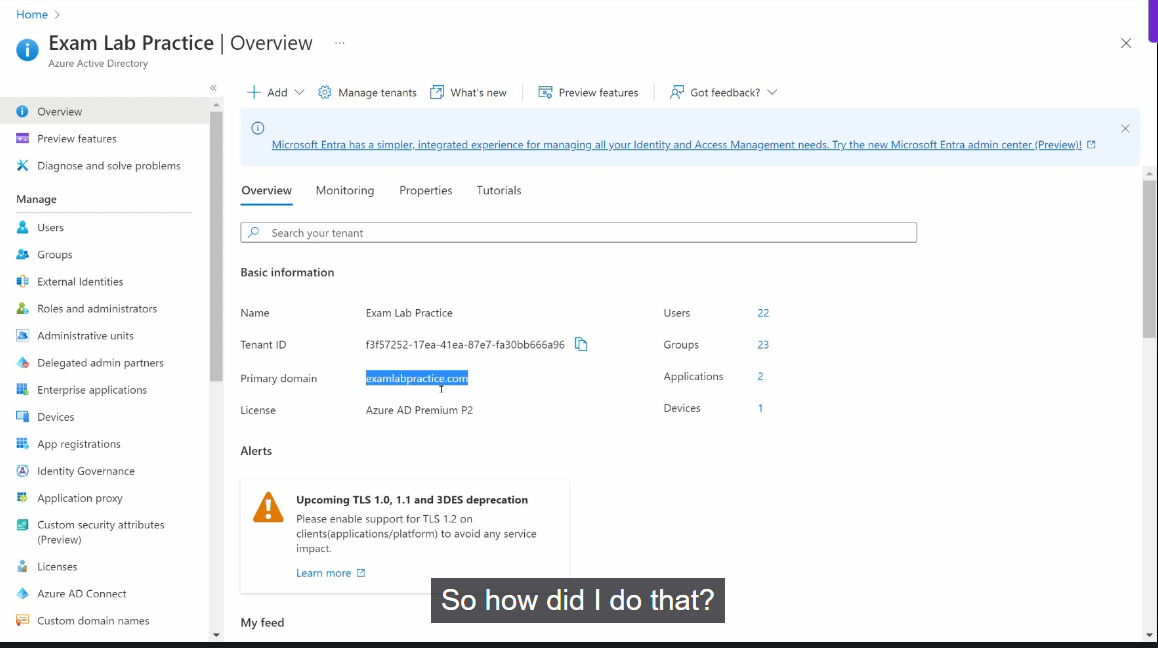 Home
Exam Lab Practice | Overview ...
Azure Active Directory
Overview
Preview features
Diagnose and solve problems
Manage
Users
Groups
External Identities
Roles and administrators
Administrative units
Delegated admin partners
Enterprise applications
Devices
App registrations
Identity Governance
Application proxy
Custom security attributes
(Preview)
Licenses
Azure AD Connect
Custom domain names
Add
Manage tenants
What's new
Preview features
Got feedback?
Microsoft Entra has a simpler, integrated experience for managing all your Identity and Access Management needs. Try the new Microsoft Entra admin center (Preview)!
Overview Monitoring Properties Tutorials
Search your tenant
Basic information
Name Exam Lab Practice Users 22
Tenant ID f3f57252-17ea-41ea-87e7-fa30bb666a96 Groups 23
Primary domain examlabpractice.com Applications 2
License Azure AD Premium P2 Devices 1
Alerts
Upcoming TLS 1.0, 1.1 and 3DES deprecation
Please enable support for TLS 1.2 on
clients(applications/platform) to avoid any service
impact.
Learn more
My feed
So how did I do that?